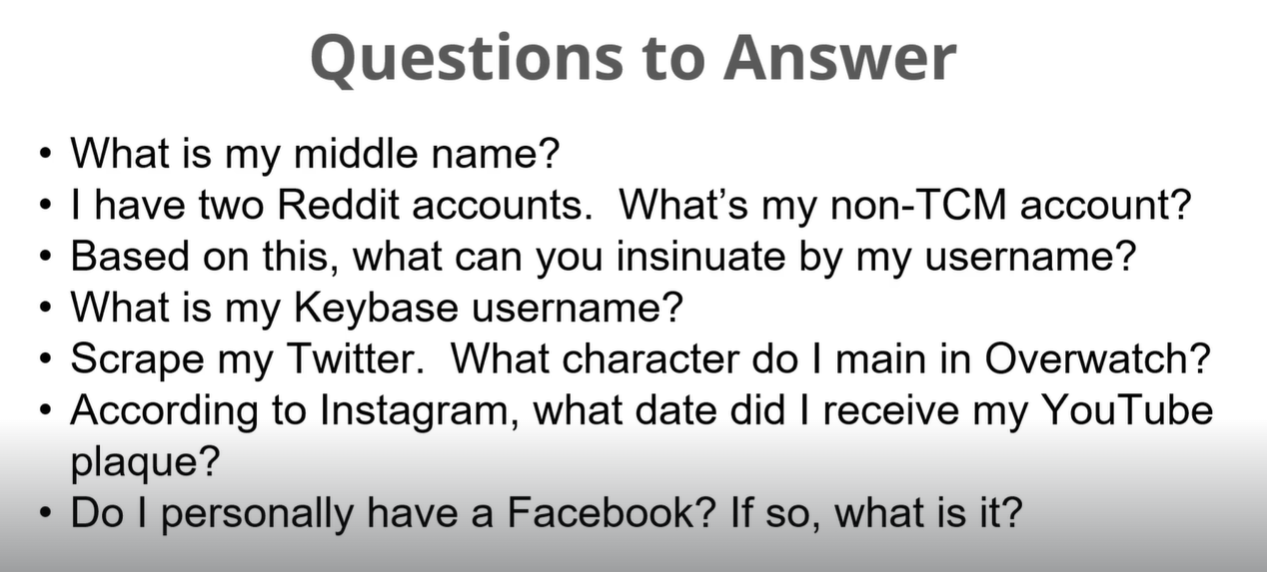 Questions to Answer
• What is my middle name?
• I have two Reddit accounts.  What’s my non-TCM account?
• Based on this, what can you insinuate by my username?
• What is my Keybase username?
• Scrape my Twitter.  What character do I main in Overwatch?
• According to Instagram, what date did I receive my YouTube
plaque?
• Do I personally have a Facebook? If so, what is it?